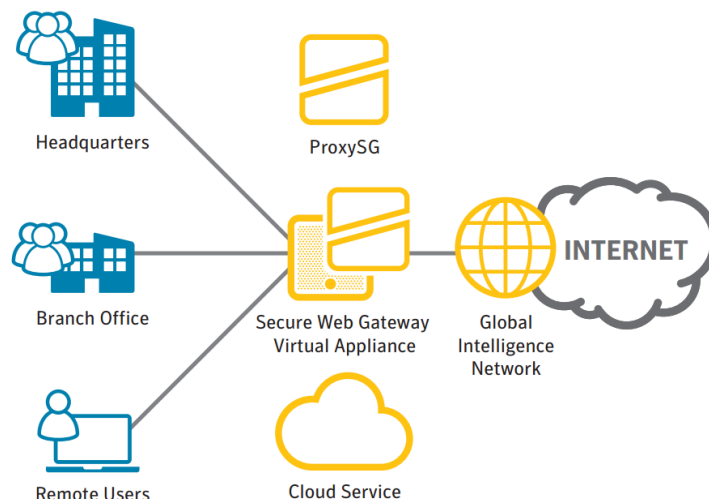 Headquarters
ProxySG
INTERNET
Branch Office
Secure Web Gateway
Virtual Appliance
Global
Intelligence
Network
Remote Users
Cloud Service